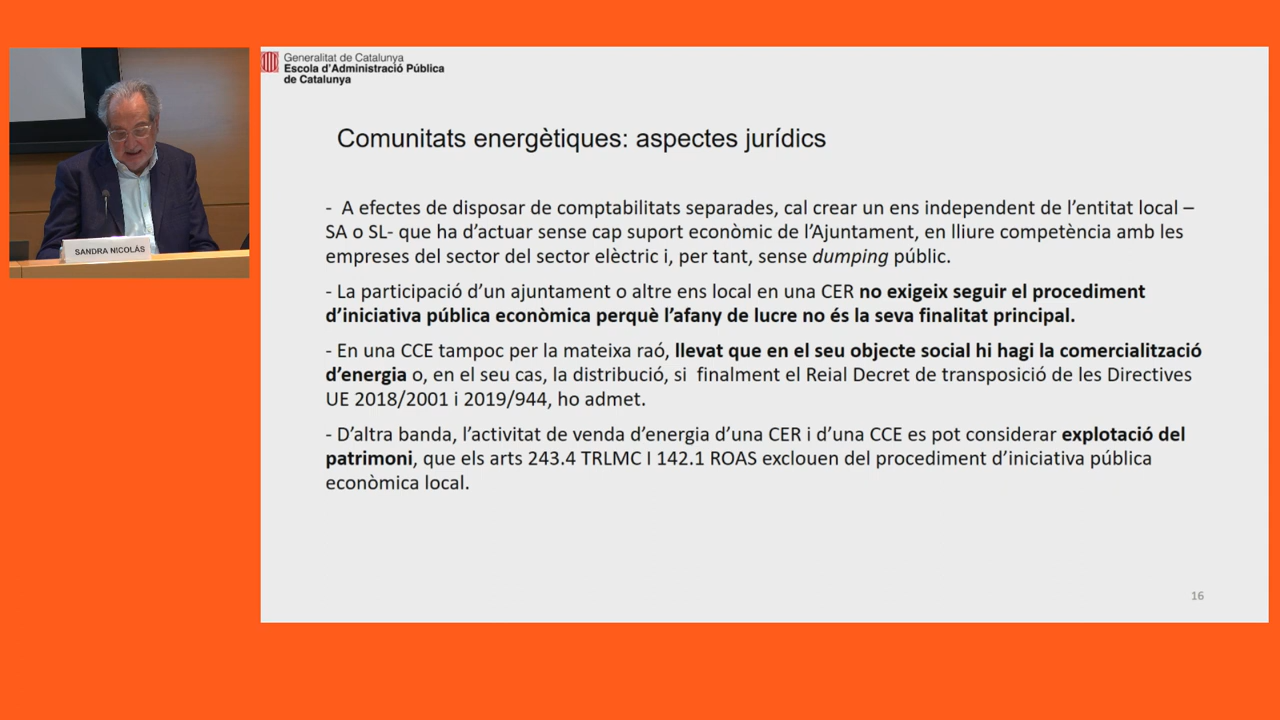 Generalitat de Catalunya
Escola d'Administració Pública
de Catalunya
SANDRA NICOLÀS
Comunitats energètiques: aspectes jurídics
- A efectes de disposar de comptabilitats separades, cal crear un ens independent de l'entitat local –
SA o SL- que ha d'actuar sense cap suport econòmic de l'Ajuntament, en lliure competència amb les
empreses del sector del sector elèctric i, per tant, sense dumping públic.
- La participació d'un ajuntament o altre ens local en una CER no exigeix seguir el procediment
d'iniciativa pública econòmica perquè l'afany de lucre no és la seva finalitat principal.
- En una CCE tampoc per la mateixa raó, llevat que en el seu objecte social hi hagi la comercialització
d'energia o, en el seu cas, la distribució, si finalment el Reial Decret de transposició de les Directives
UE 2018/2001 i 2019/944, ho admet.
- D'altra banda, l'activitat de venda d'energia d'una CER i d'una CCE es pot considerar explotació del
patrimoni, que els arts 243.4 TRLMC I 142.1 ROAS exclouen del procediment d'iniciativa pública
econòmica local.
16